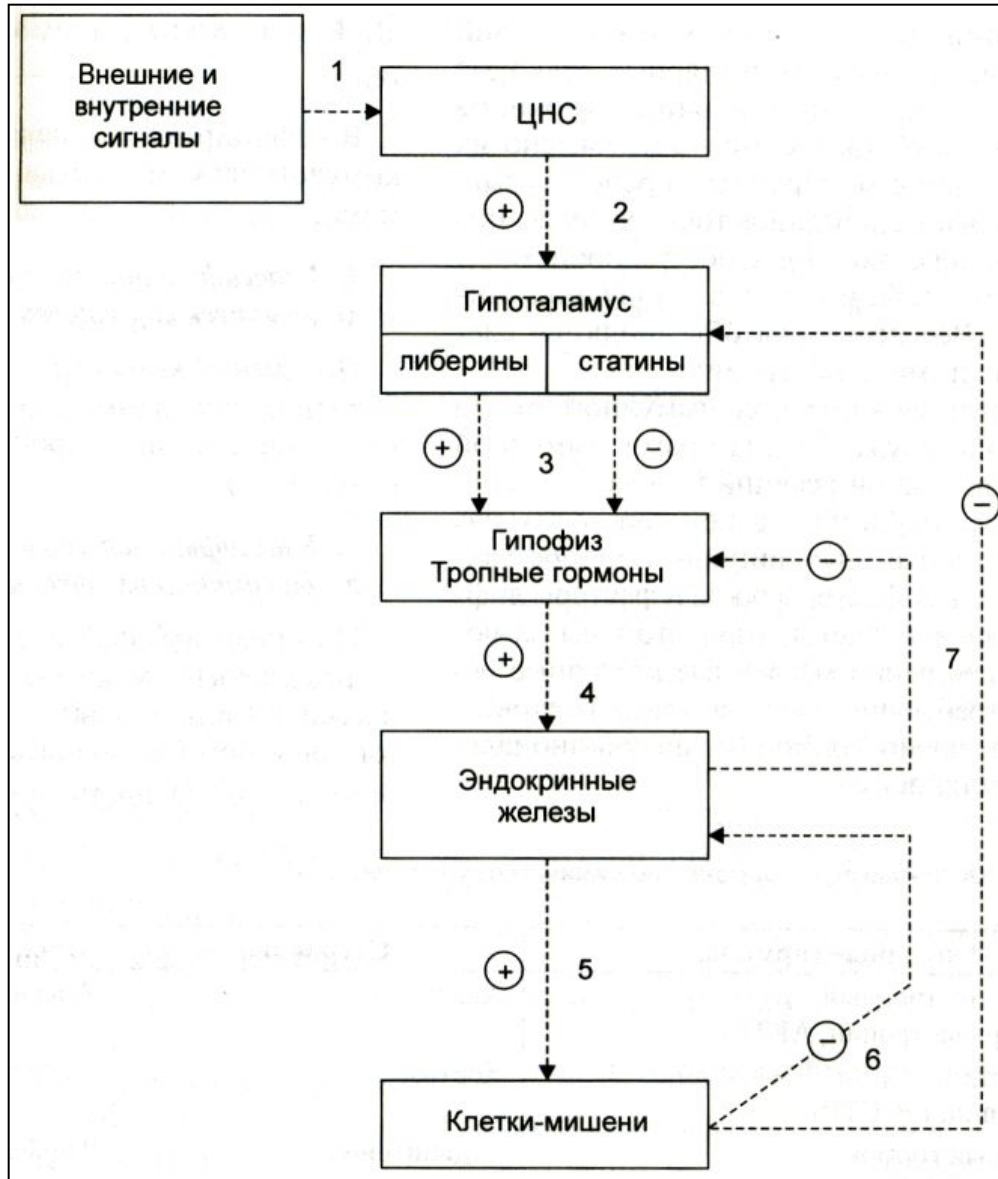 Внешние и
внутренние
сигналы
1
ЦНС
+
2
Гипоталамус
либерины
статины
+
3
−
−
Гипофиз
Тропные гормоны
−
+
4
7
Эндокринные
железы
+
5
−
6
Клетки-мишени